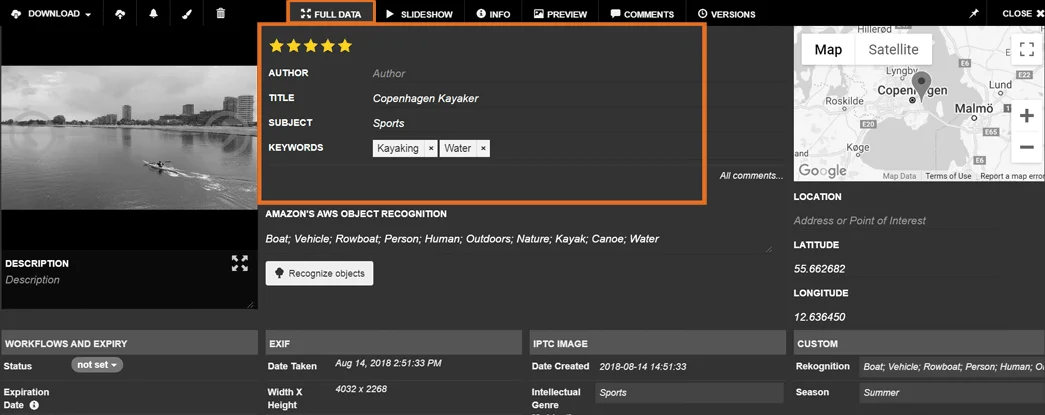 DOWNLOAD
FULL DATA
SLIDESHOW
INFO
PREVIEW
COMMENTS
VERSIONS
CLOSE
AUTHOR Author
TITLE Copenhagen Kayaker
SUBJECT Sports
KEYWORDS Kayaking × Water ×
All comments...
AMAZON'S AWS OBJECT RECOGNITION
Boat; Vehicle; Rowboat; Person; Human; Outdoors; Nature; Kayak; Canoe; Water
Recognize objects
DESCRIPTION
Description
Map Satellite
Hillerød
E6
Lyngby
E22
Copenhagen
Lund
Roskilde
Malmö
E20
E65
Køge
Google
Map Data Terms of Use Report a map error
LOCATION
Address or Point of Interest
LATITUDE
55.662682
LONGITUDE
12.636450
WORKFLOWS AND EXPIRY
Status not set
Expiration
Date
EXIF
Date Taken Aug 14, 2018 2:51:33 PM
Width X
Height
4032 x 2268
IPTC IMAGE
Date Created 2018-08-14 14:51:33
Intellectual
Genre
Sports
CUSTOM
Rekognition Boat; Vehicle; Rowboat; Person; Human;
Season Summer